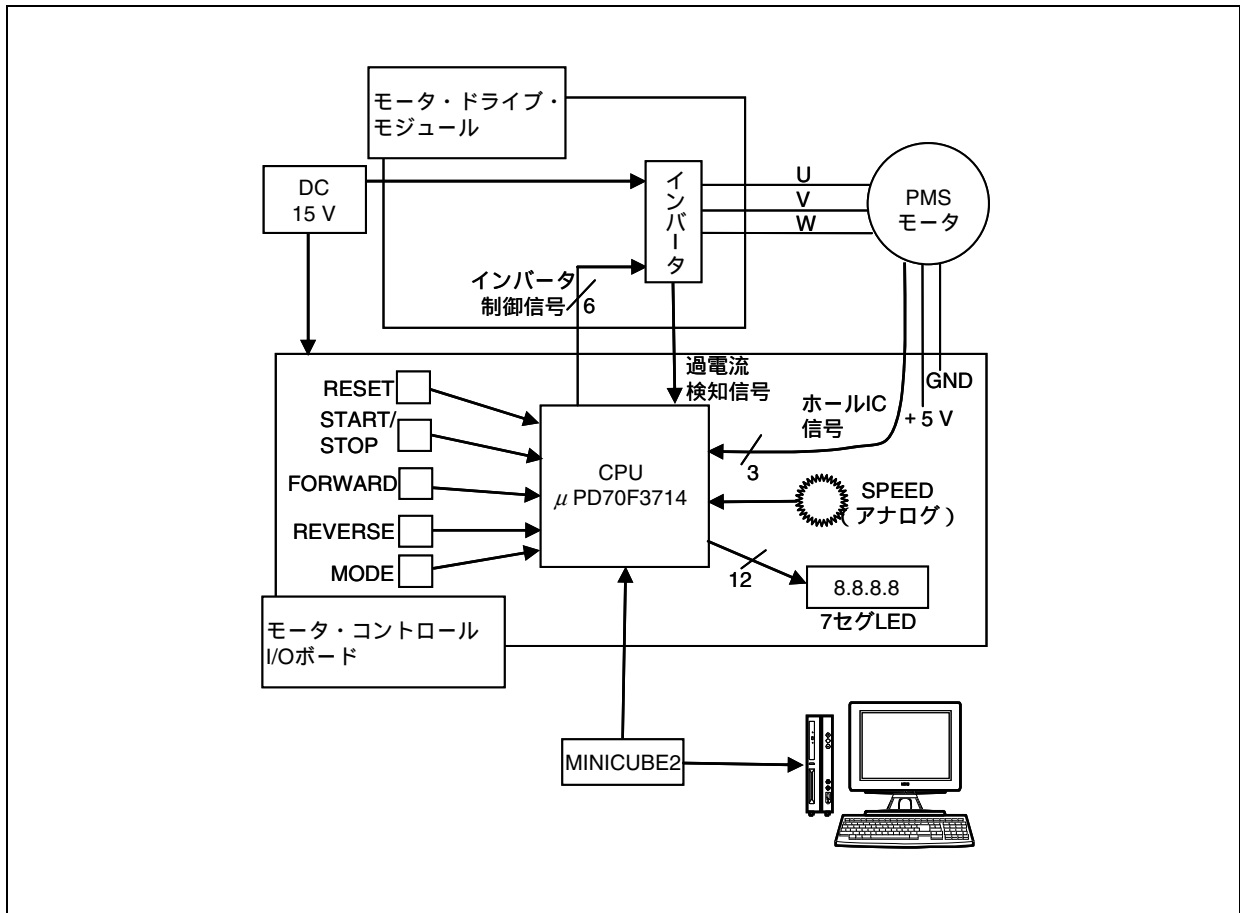 モータ・ドライブ・
モジュール
DC
15 V
インバータ
U
V
W
PMS
モータ
インバータ
制御信号
6
過電流
検知信号
GND
+ 5 V
ホールIC
信号
3
RESET
START/
STOP
FORWARD
REVERSE
MODE
CPU
μ PD70F3714
SPEED
(アナログ)
12
8.8.8.8
7セグLED
モータ・コントロール
I/Oボード
MINICUBE2